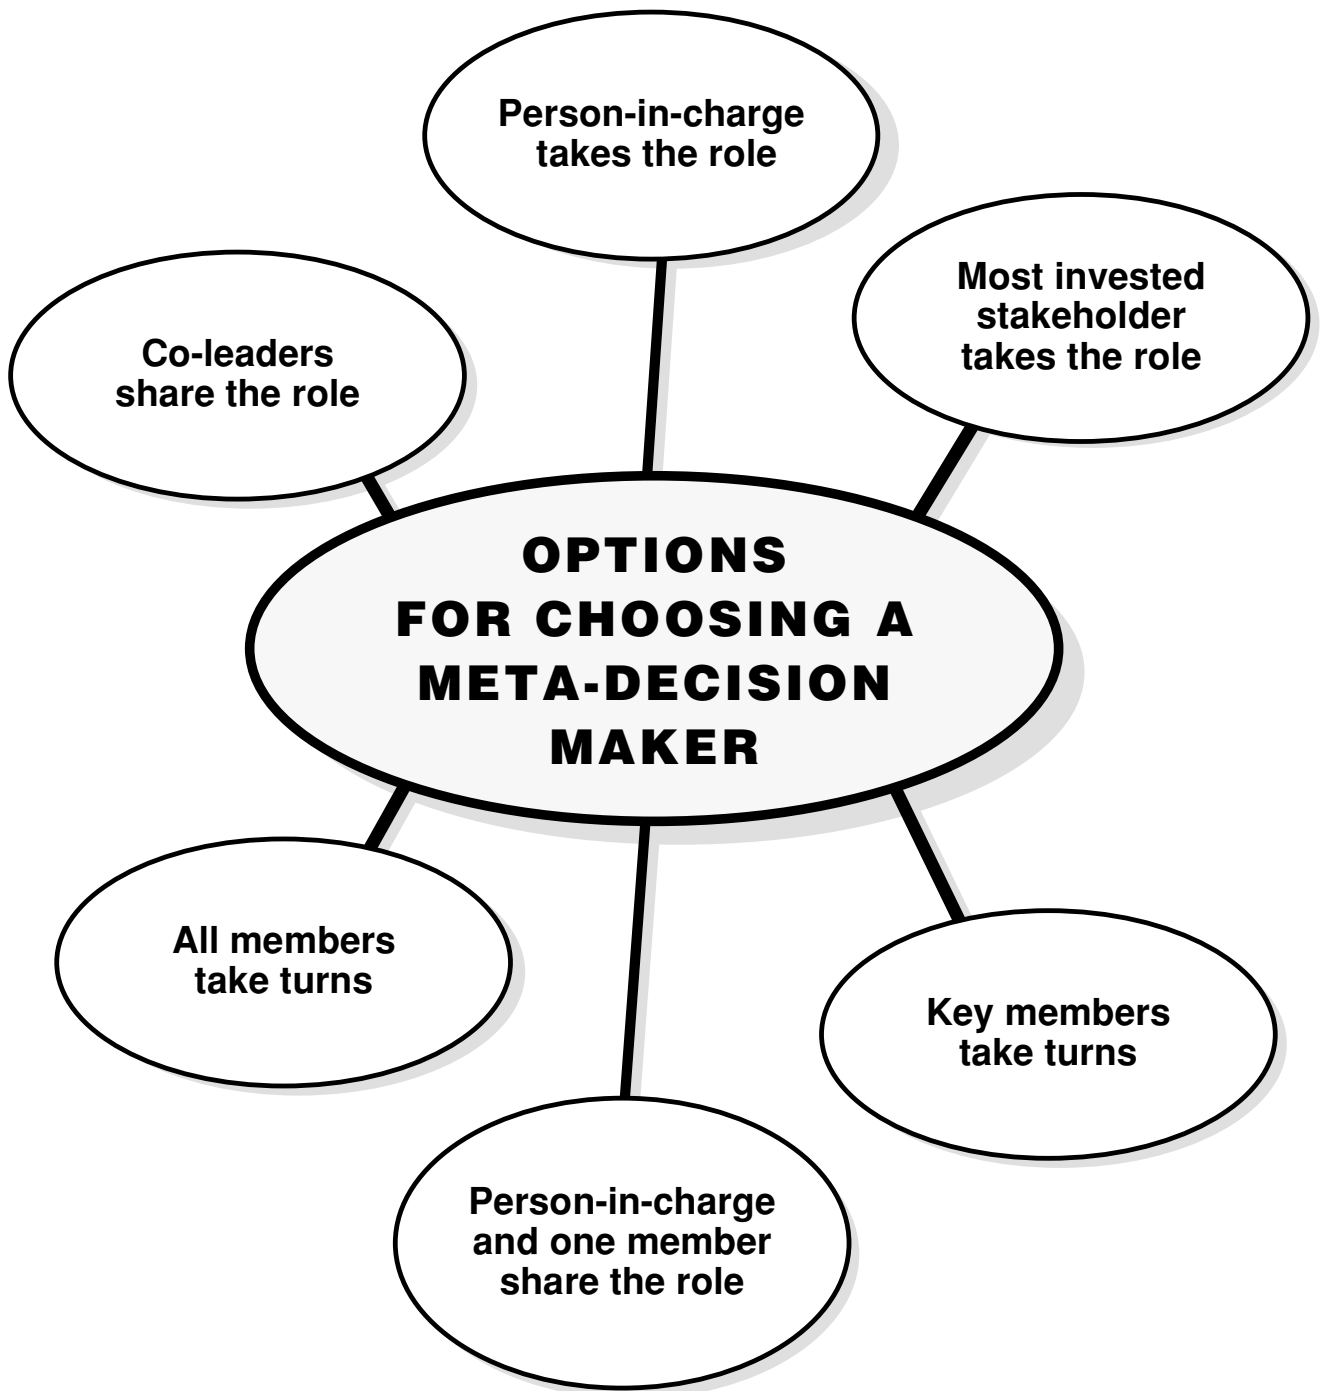 Person-in-charge
takes the role
Most invested
stakeholder
takes the role
Co-leaders
share the role
OPTIONS
FOR CHOOSING A
META-DECISION
MAKER
All members
take turns
Key members
take turns
Person-in-charge
and one member
share the role